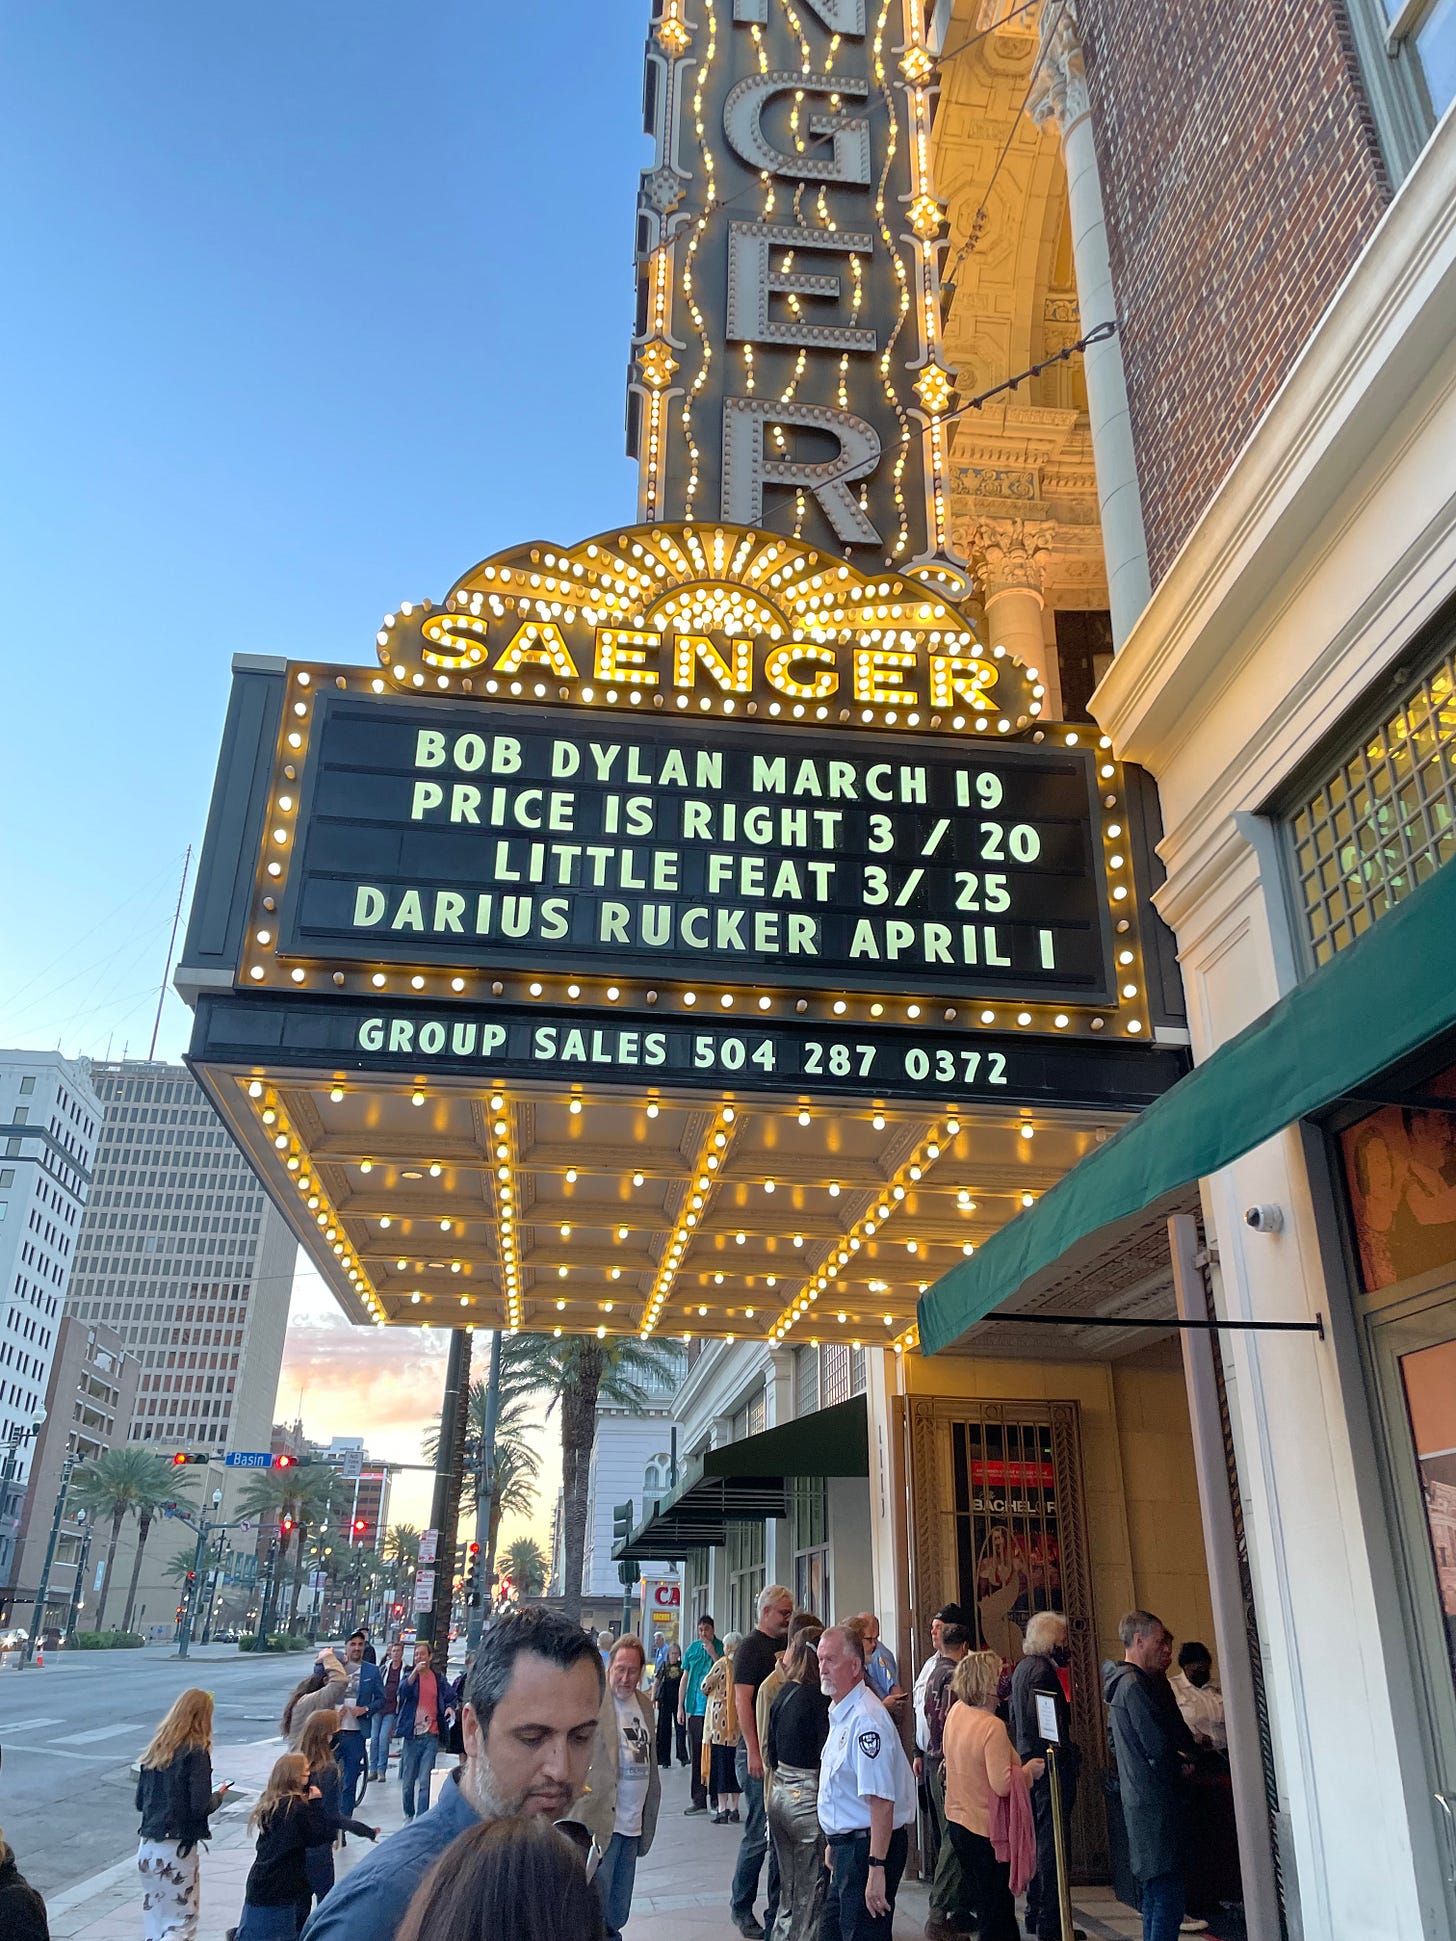 NGER
SAENGER
BOB DYLAN MARCH 19
PRICE IS RIGHT 3 / 20
LITTLE FEAT 3/ 25
DARIUS RUCKER APRIL 1
GROUP SALES 504 287 0372
Basin
BACHELOR
CA